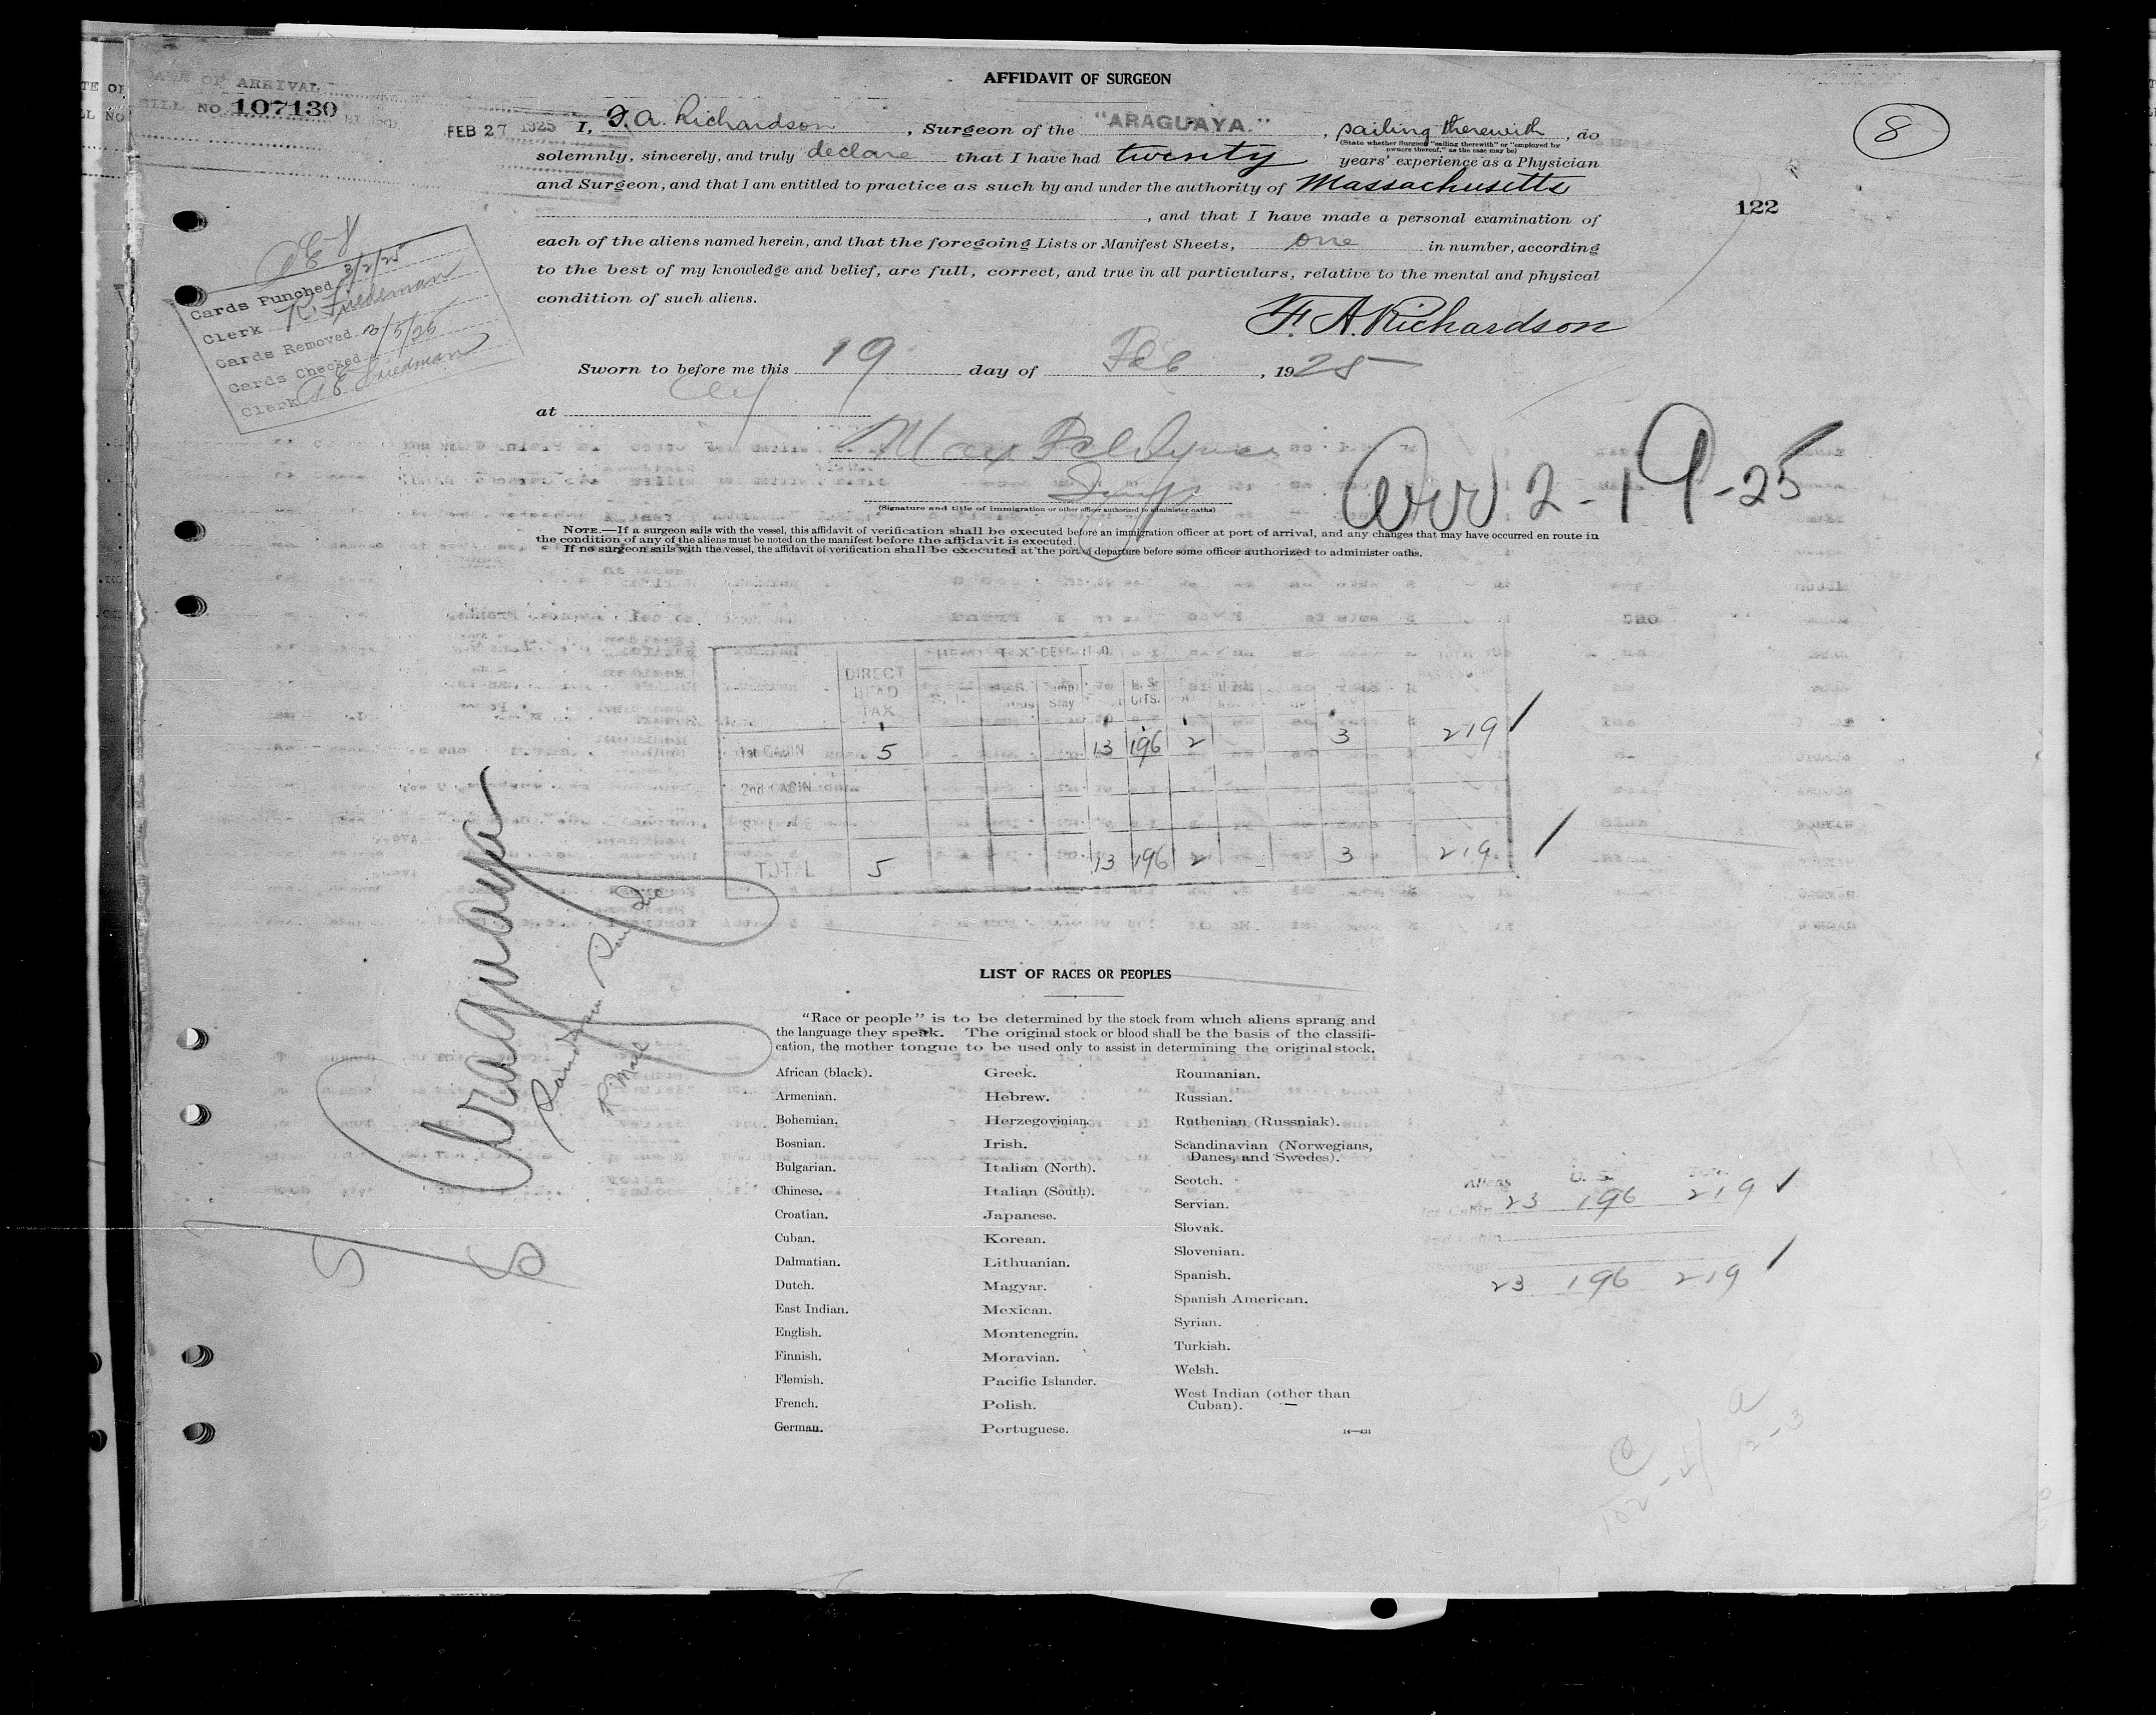 AFFIDAVIT OF SURGEON
DATE OF ARRIVAL
BILL NO. 107130
FEB 27 1925
8
122
I, F. A. Richardson, Surgeon of the "ARAGUAYA.", sailing therewith, do
(State whether Surgeon "sailing therewith" or "employed by
owners thereof," as the case may be)
solemnly, sincerely, and truly declare that I have had twenty years' experience as a Physician
and Surgeon, and that I am entitled to practice as such by and under the authority of Massachusetts
, and that I have made a personal examination of
each of the aliens named herein, and that the foregoing Lists or Manifest Sheets, one in number, according
to the best of my knowledge and belief, are full, correct, and true in all particulars, relative to the mental and physical
condition of such aliens.
F. A. Richardson
Cards Punched 3/2/25
Clerk R. Friedman
Cards Removed 3/5/25
Cards Checked
Clerk A E Friedman
Sworn to before me this 19 day of Feb, 1925
at
Max
(Signature and title of immigration or other officer authorized to administer oaths)
Arr 2-19-25
NOTE.—If a surgeon sails with the vessel, this affidavit of verification shall be executed before an immigration officer at port of arrival, and any changes that may have occurred en route in
the condition of any of the aliens must be noted on the manifest before the affidavit is executed.
If no surgeon sails with the vessel, the affidavit of verification shall be executed at the port of departure before some officer authorized to administer oaths.
DIRECT HEAD TAX
U.S. CITS.
1st CABIN 5 13 196 2 3 219
2nd CABIN
TOTAL 5 13 196 2 3 219
Araguaya
R. Mail
LIST OF RACES OR PEOPLES
"Race or people" is to be determined by the stock from which aliens sprang and
the language they speak. The original stock or blood shall be the basis of the classifi-
cation, the mother tongue to be used only to assist in determining the original stock.
African (black).
Armenian.
Bohemian.
Bosnian.
Bulgarian.
Chinese.
Croatian.
Cuban.
Dalmatian.
Dutch.
East Indian.
English.
Finnish.
Flemish.
French.
German.
Greek.
Hebrew.
Herzegovinian.
Irish.
Italian (North).
Italian (South).
Japanese.
Korean.
Lithuanian.
Magyar.
Mexican.
Montenegrin.
Moravian.
Pacific Islander.
Polish.
Portuguese.
Roumanian.
Russian.
Ruthenian (Russniak).
Scandinavian (Norwegians,
Danes, and Swedes).
Scotch.
Servian.
Slovak.
Slovenian.
Spanish.
Spanish American.
Syrian.
Turkish.
Welsh.
West Indian (other than
Cuban).
14—421
Aliens U. S.
1st Cabin 23 196 219
23 196 219